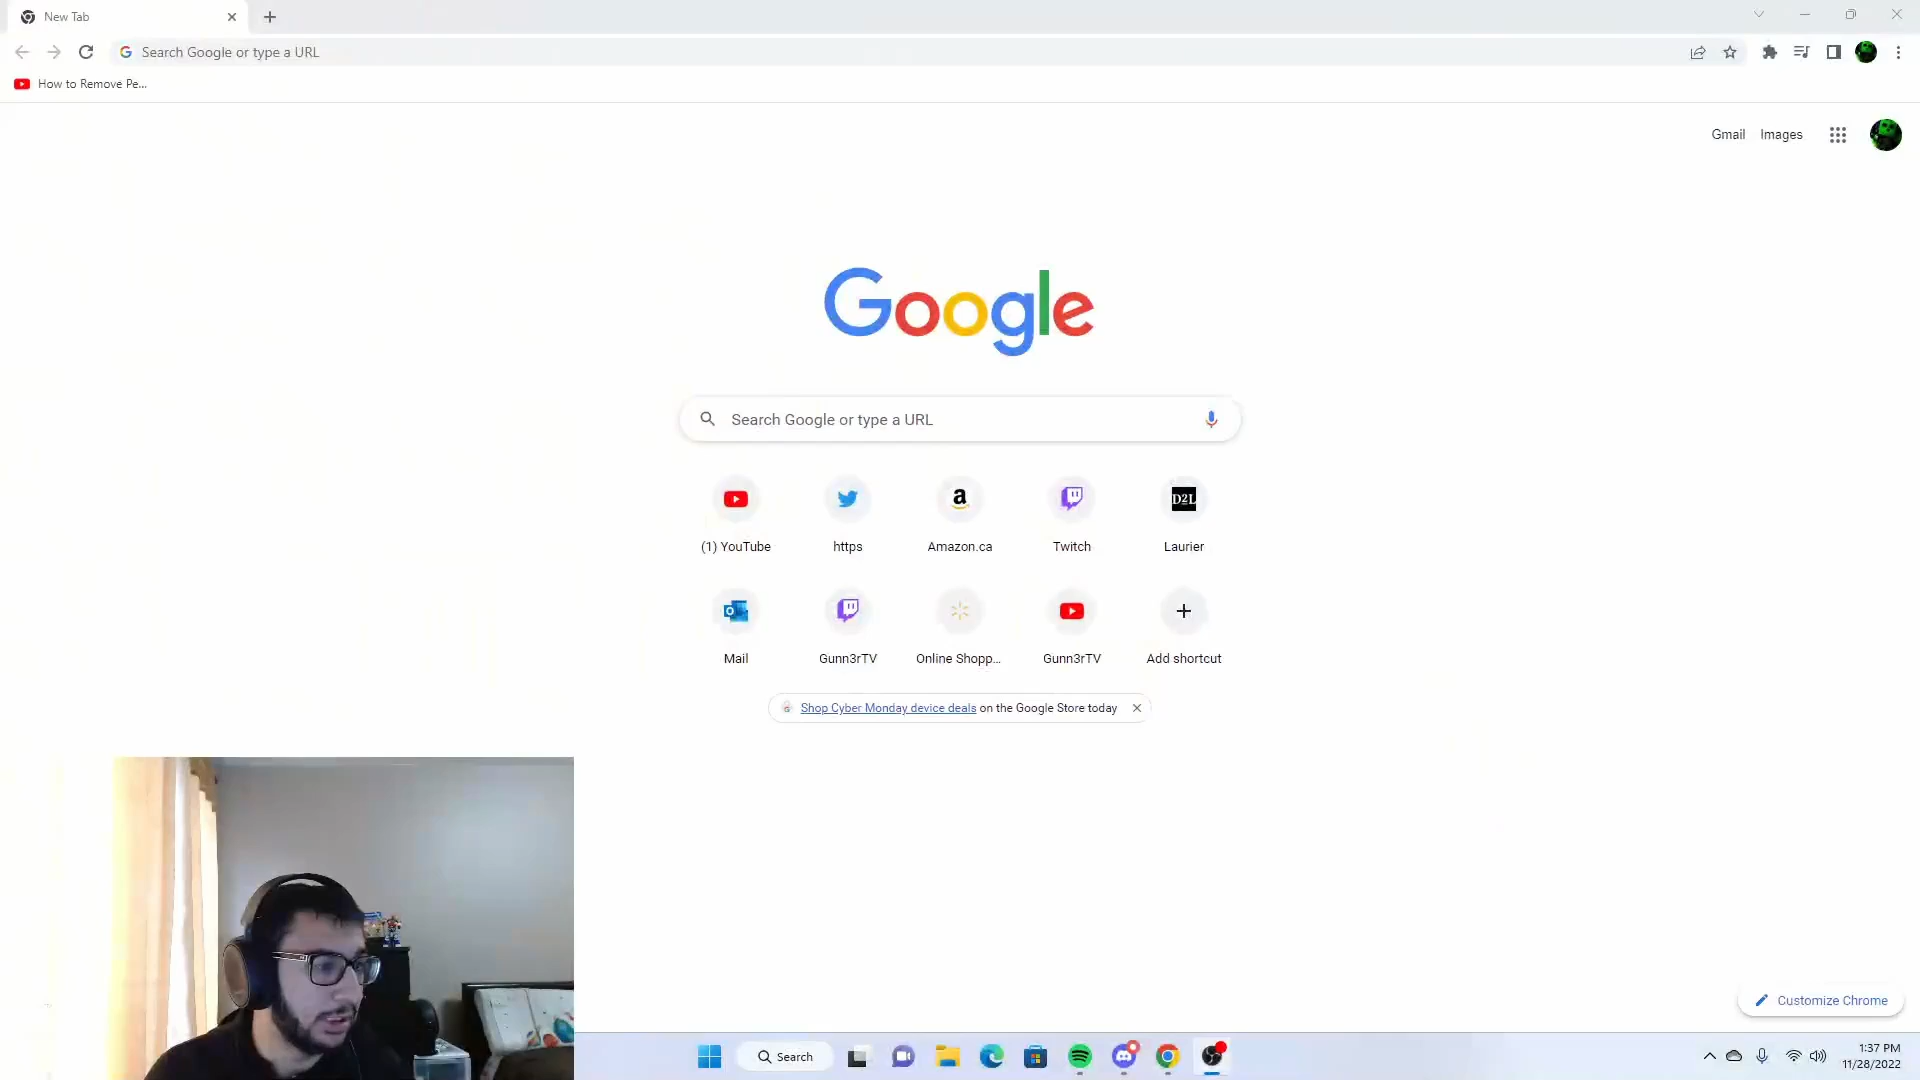 New Tab
Search Google or type a URL
How to Remove Pe...
Gmail Images
Google
Search Google or type a URL
(1) YouTube https Amazon.ca Twitch Laurier
D2L
Mail Gunn3rTV Online Shopp... Gunn3rTV Add shortcut
Shop Cyber Monday device deals on the Google Store today
Customize Chrome
Search
1:37 PM
11/28/2022